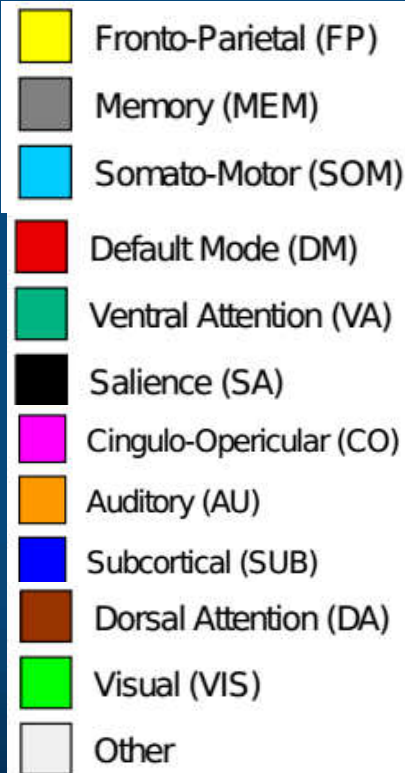 Fronto-Parietal (FP)
Memory (MEM)
Somato-Motor (SOM)
Default Mode (DM)
Ventral Attention (VA)
Salience (SA)
Cingulo-Opericular (CO)
Auditory (AU)
Subcortical (SUB)
Dorsal Attention (DA)
Visual (VIS)
Other